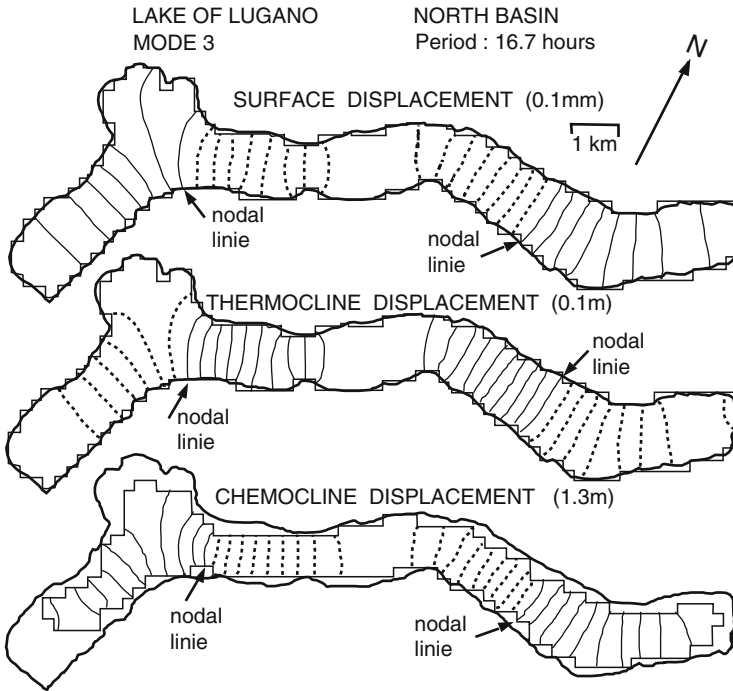 LAKE OF LUGANO NORTH BASIN
MODE 3 Period : 16.7 hours
N
SURFACE DISPLACEMENT (0.1mm)
1 km
nodal
linie
nodal
linie
THERMOCLINE DISPLACEMENT (0.1m)
nodal
linie
nodal
linie
CHEMOCLINE DISPLACEMENT (1.3m)
nodal
linie
nodal
linie